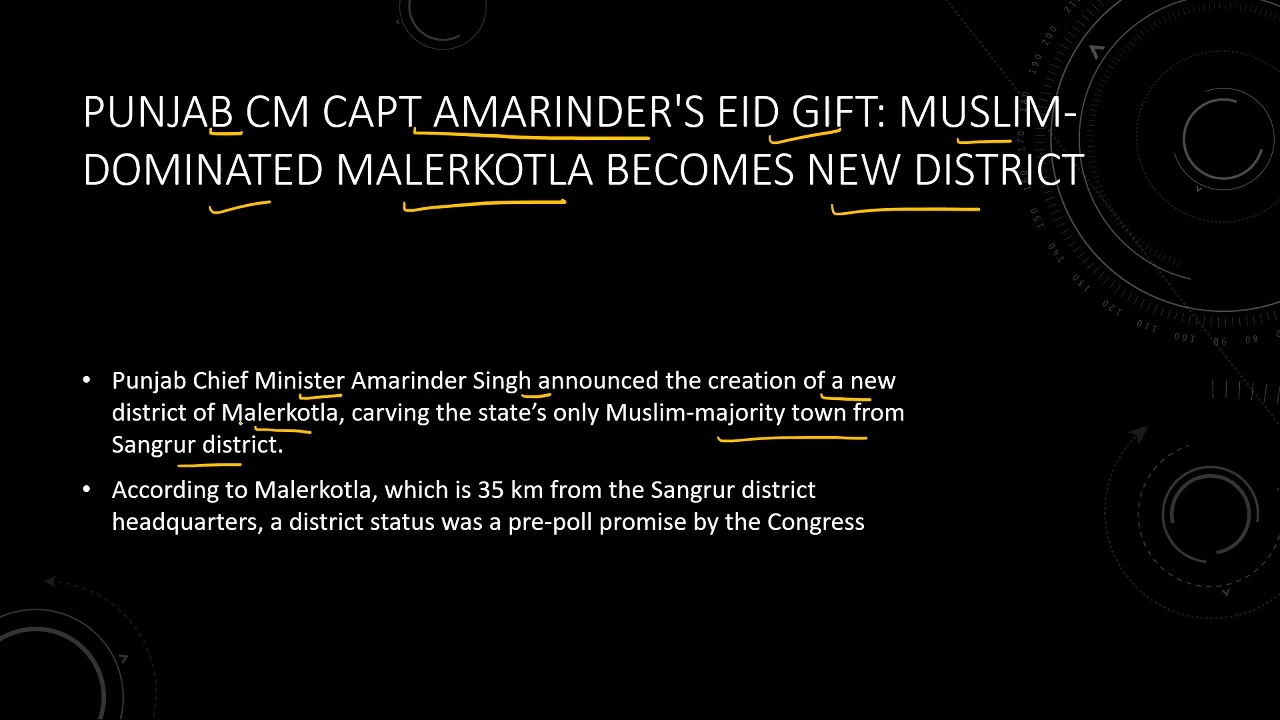 PUNJAB CM CAPT AMARINDER'S EID GIFT: MUSLIM-
DOMINATED MALERKOTLA BECOMES NEW DISTRICT
• Punjab Chief Minister Amarinder Singh announced the creation of a new
district of Malerkotla, carving the state’s only Muslim-majority town from
Sangrur district.
• According to Malerkotla, which is 35 km from the Sangrur district
headquarters, a district status was a pre-poll promise by the Congress